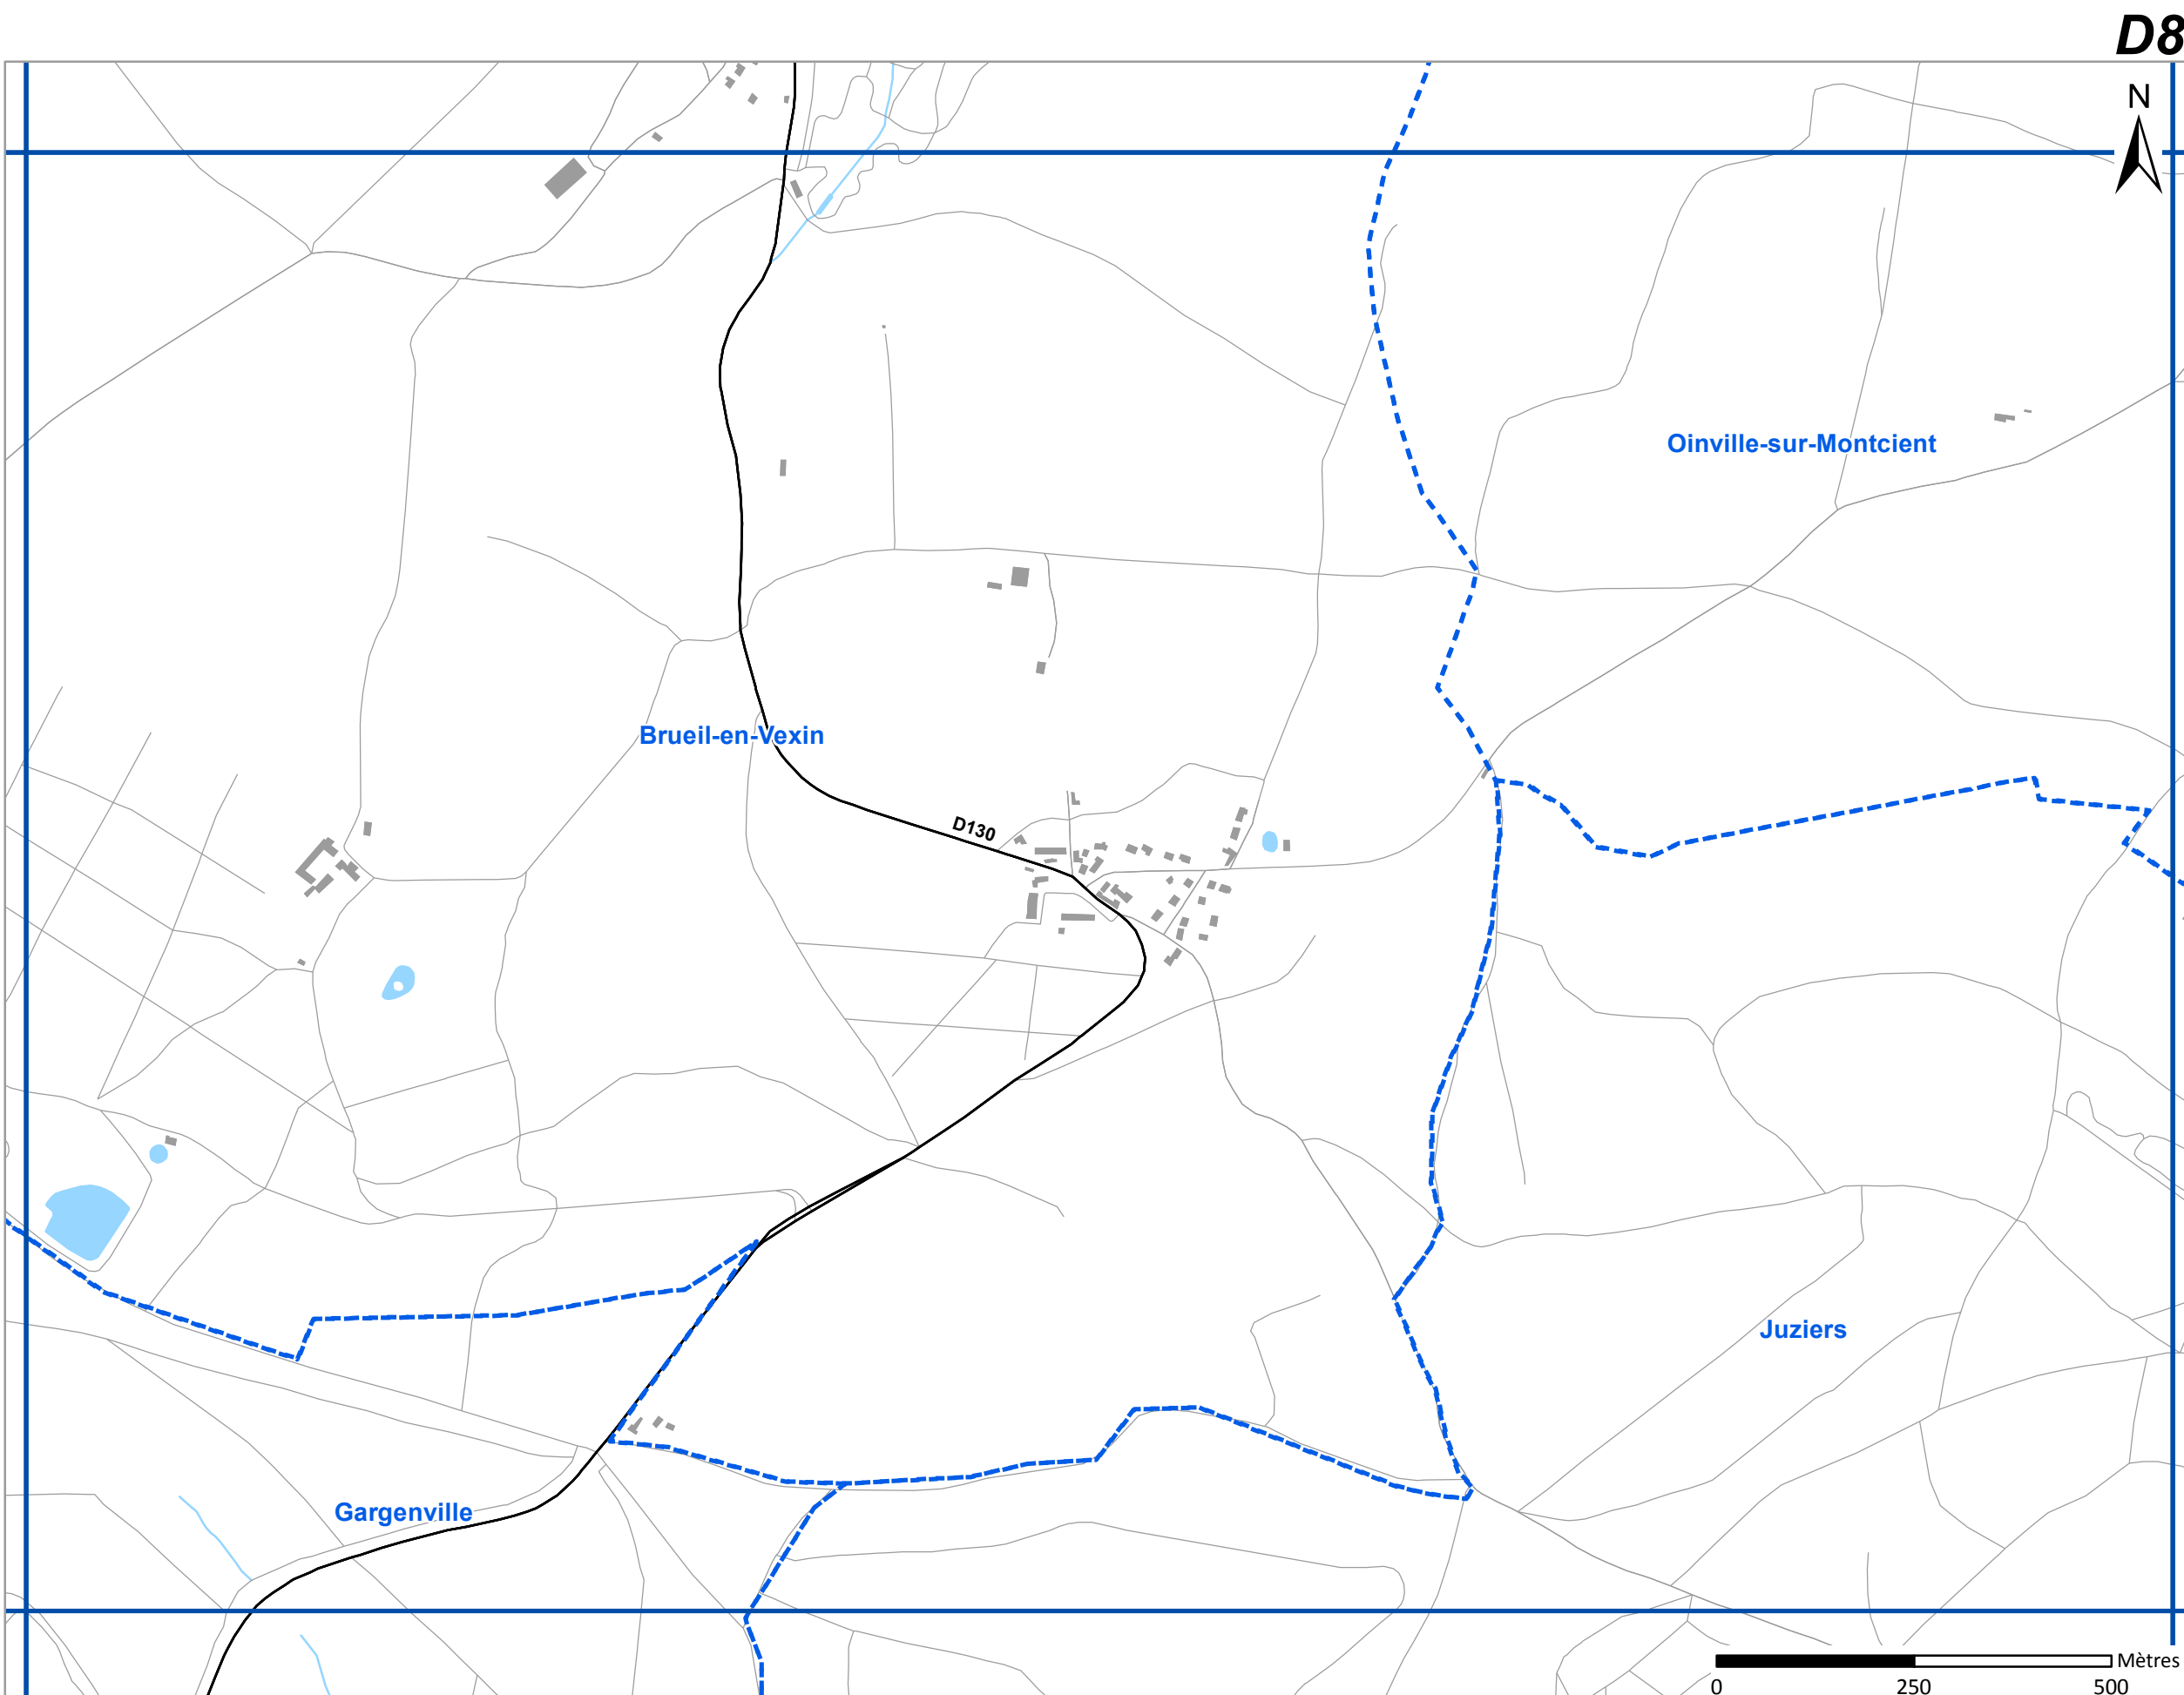 D8
N
Oinville-sur-Montcient
Brueil-en-Vexin
D130
Juziers
Gargenville
Mètres
0 250 500